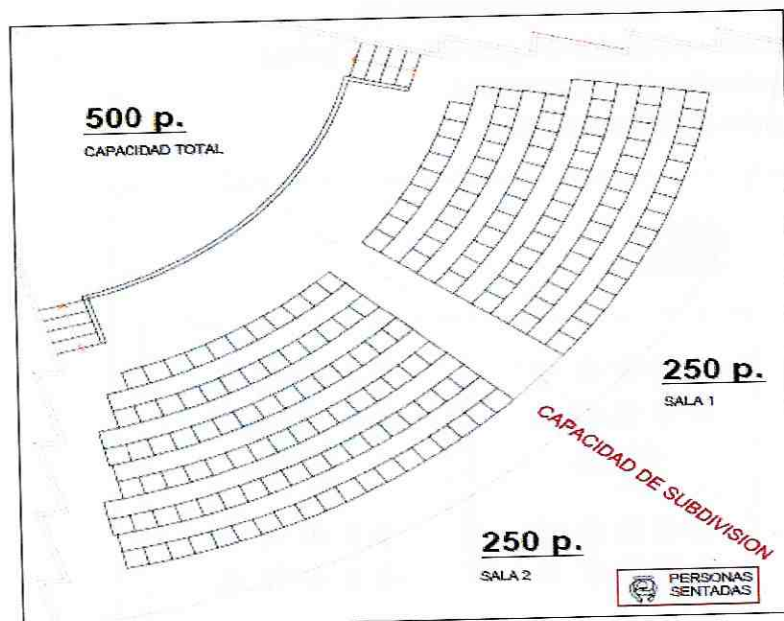 500 p.
CAPACIDAD TOTAL
250 p.
SALA 1
CAPACIDAD DE SUBDIVISION
250 p.
SALA 2
PERSONAS
SENTADAS